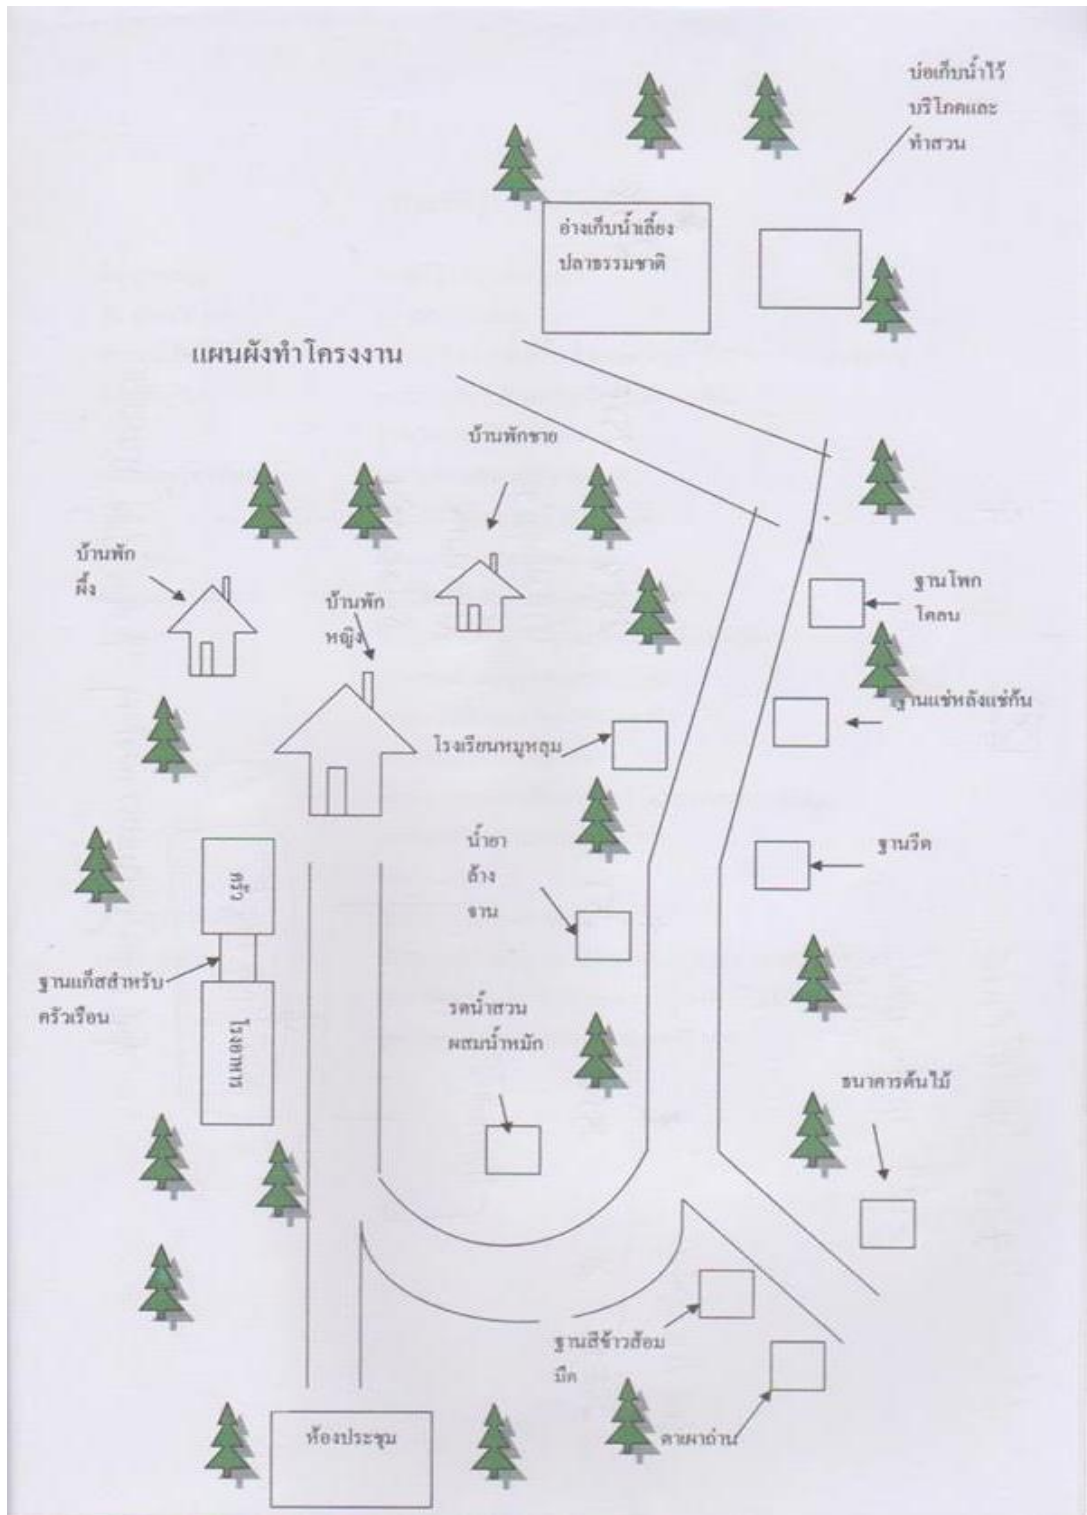 บ่อเก็บน้ำไว้
บริโภคและ
ทำสวน
อ่างเก็บน้ำเลี้ยง
ปลาธรรมชาติ
แผนผังทำโครงงาน
บ้านพักชาย
บ้านพัก
ผึ้ง
บ้านพัก
หญิง
ฐานโพก
โคลน
ฐานแช่หลังแช่ก้น
โรงเรียนหมูหลุม
น้ำยา
ล้าง
จาน
ฐานรีด
ครัว
ฐานแก็สสำหรับ
ครัวเรือน
โรงอาหาร
รดน้ำสวน
ผสมน้ำหมัก
ธนาคารต้นไม้
ฐานสีข้าวส้อม
มืด
เตาเผาถ่าน
ห้องประชุม